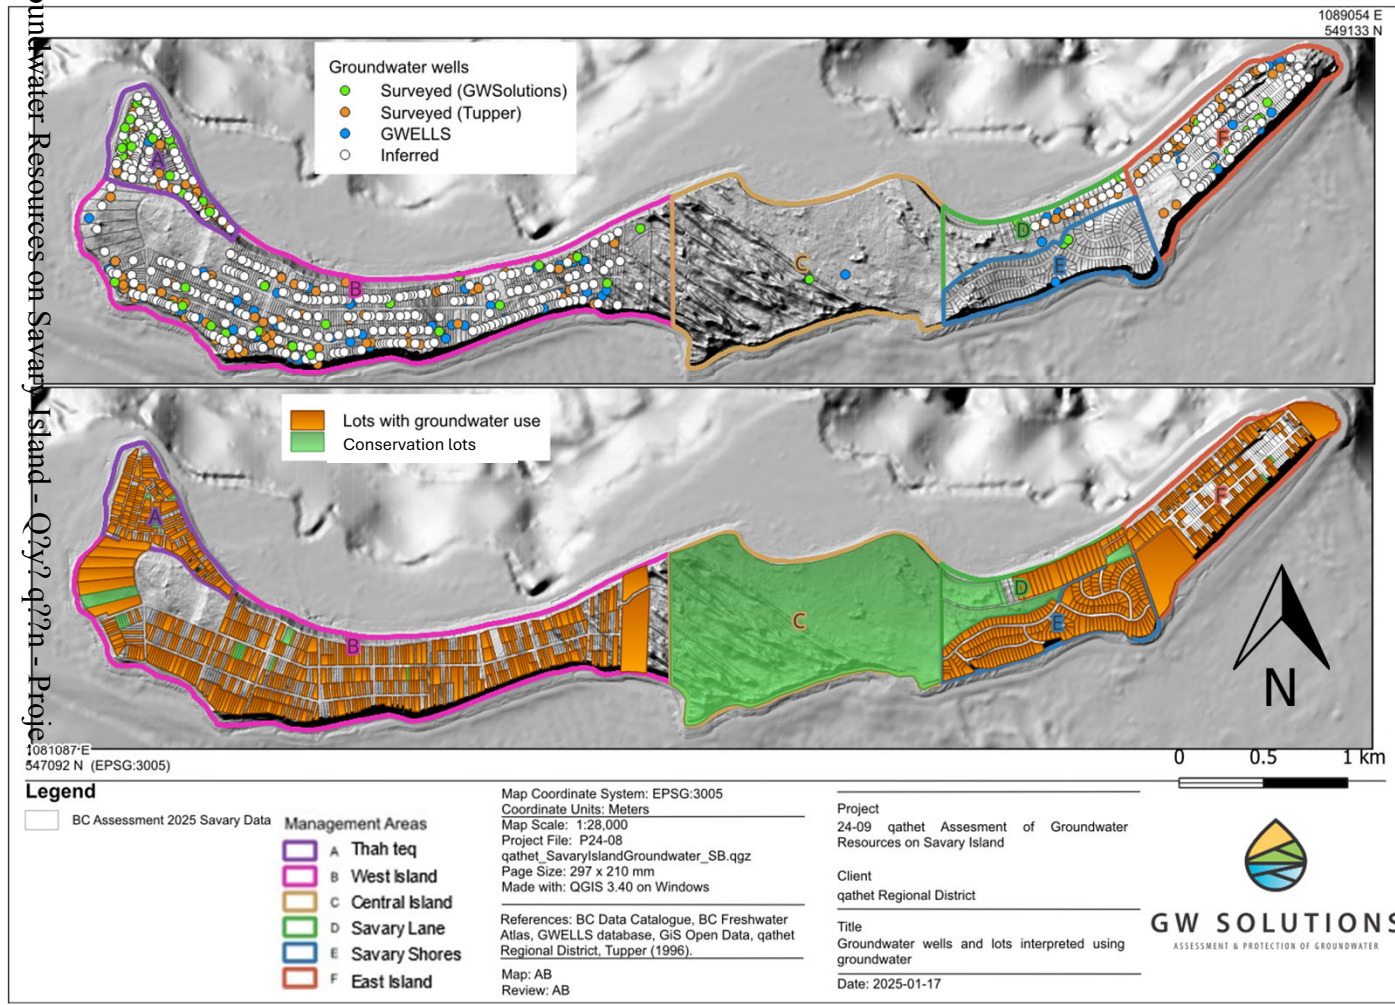 oundwater Resources on Savary Island - Q?y? q??n - Proje
1089054 E
549133 N
Groundwater wells
Surveyed (GWSolutions)
Surveyed (Tupper)
GWELLS
Inferred
A
B
C
D
E
F
Lots with groundwater use
Conservation lots
A
B
C
D
E
F
N
1081087 E
547092 N (EPSG:3005)
0 0.5 1 km
Legend
BC Assessment 2025 Savary Data
Management Areas
A Thah teq
B West Island
C Central Island
D Savary Lane
E Savary Shores
F East Island
Map Coordinate System: EPSG:3005
Coordinate Units: Meters
Map Scale: 1:28,000
Project File: P24-08
qathet_SavaryIslandGroundwater_SB.qgz
Page Size: 297 x 210 mm
Made with: QGIS 3.40 on Windows
References: BC Data Catalogue, BC Freshwater
Atlas, GWELLS database, GiS Open Data, qathet
Regional District, Tupper (1996).
Map: AB
Review: AB
Project
24-09 qathet Assesment of Groundwater
Resources on Savary Island
Client
qathet Regional District
Title
Groundwater wells and lots interpreted using
groundwater
Date: 2025-01-17
GW SOLUTIONS
ASSESSMENT & PROTECTION OF GROUNDWATER